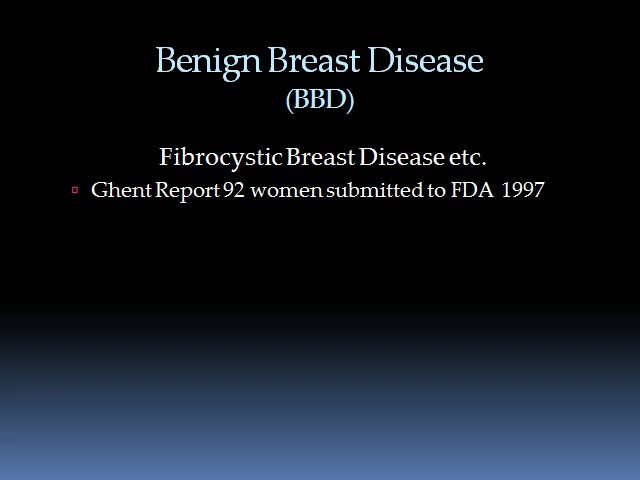 Benign Breast Disease
(BBD)
Fibrocystic Breast Disease etc.
Ghent Report 92 women submitted to FDA 1997